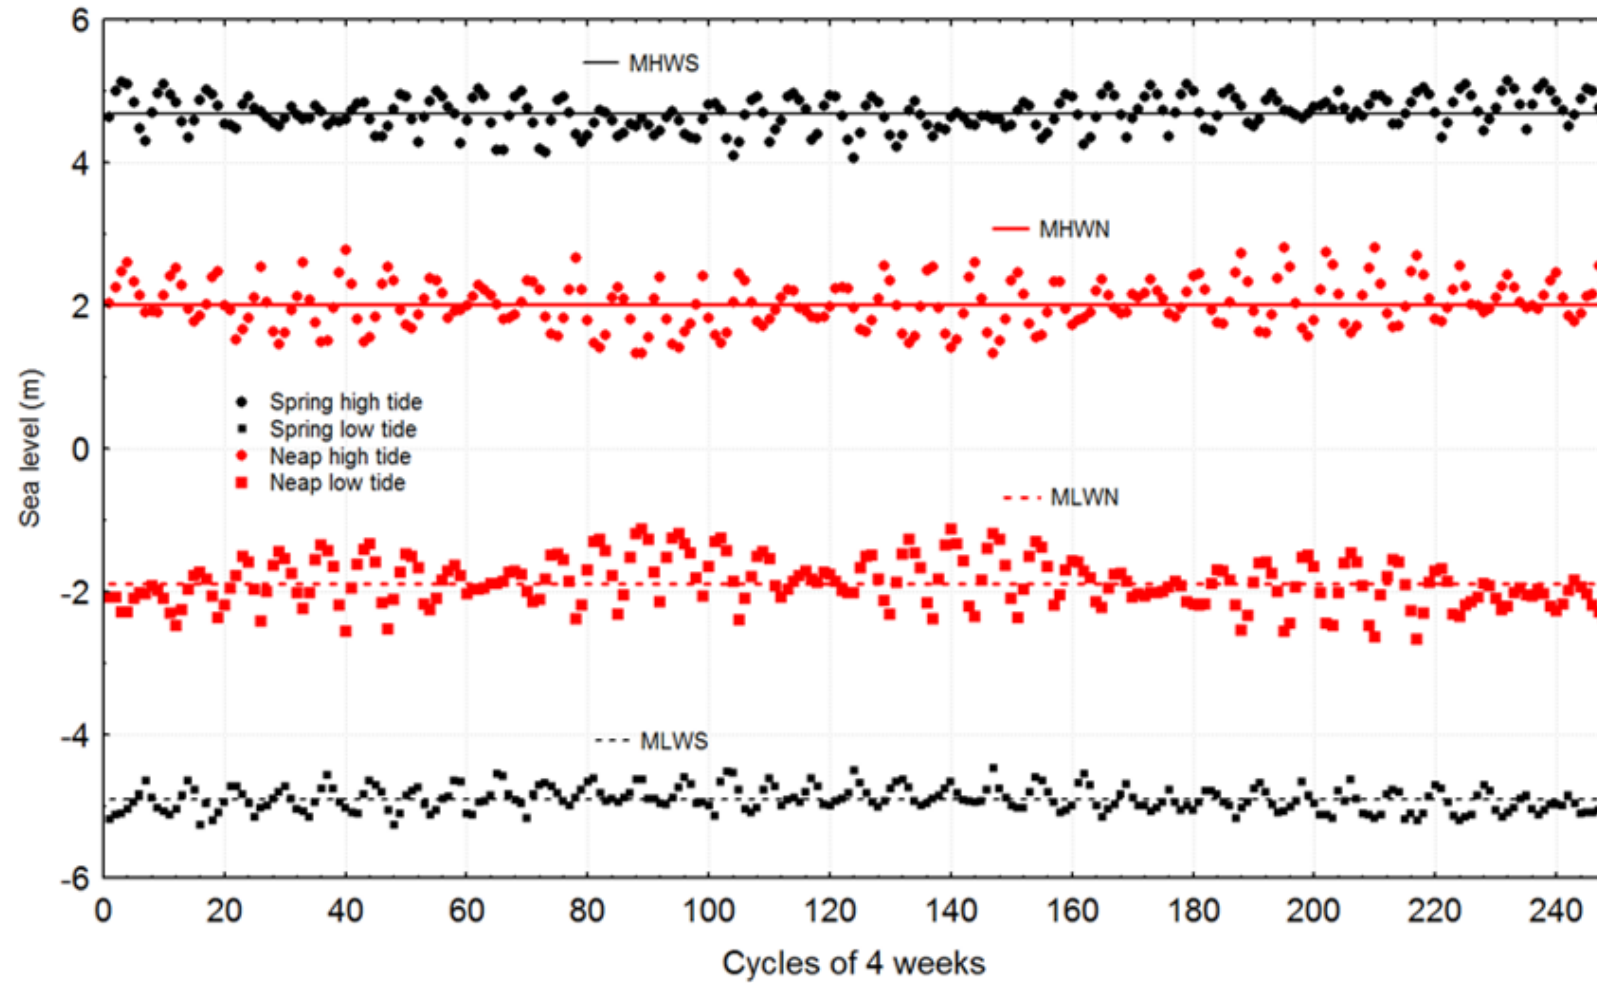 6
MHWS
4
MHWN
2
Spring high tide
Spring low tide
0
Neap high tide
Neap low tide
MLWN
-2
-4
MLWS
-6
Sea level (m)
0 20 40 60 80 100 120 140 160 180 200 220 240
Cycles of 4 weeks